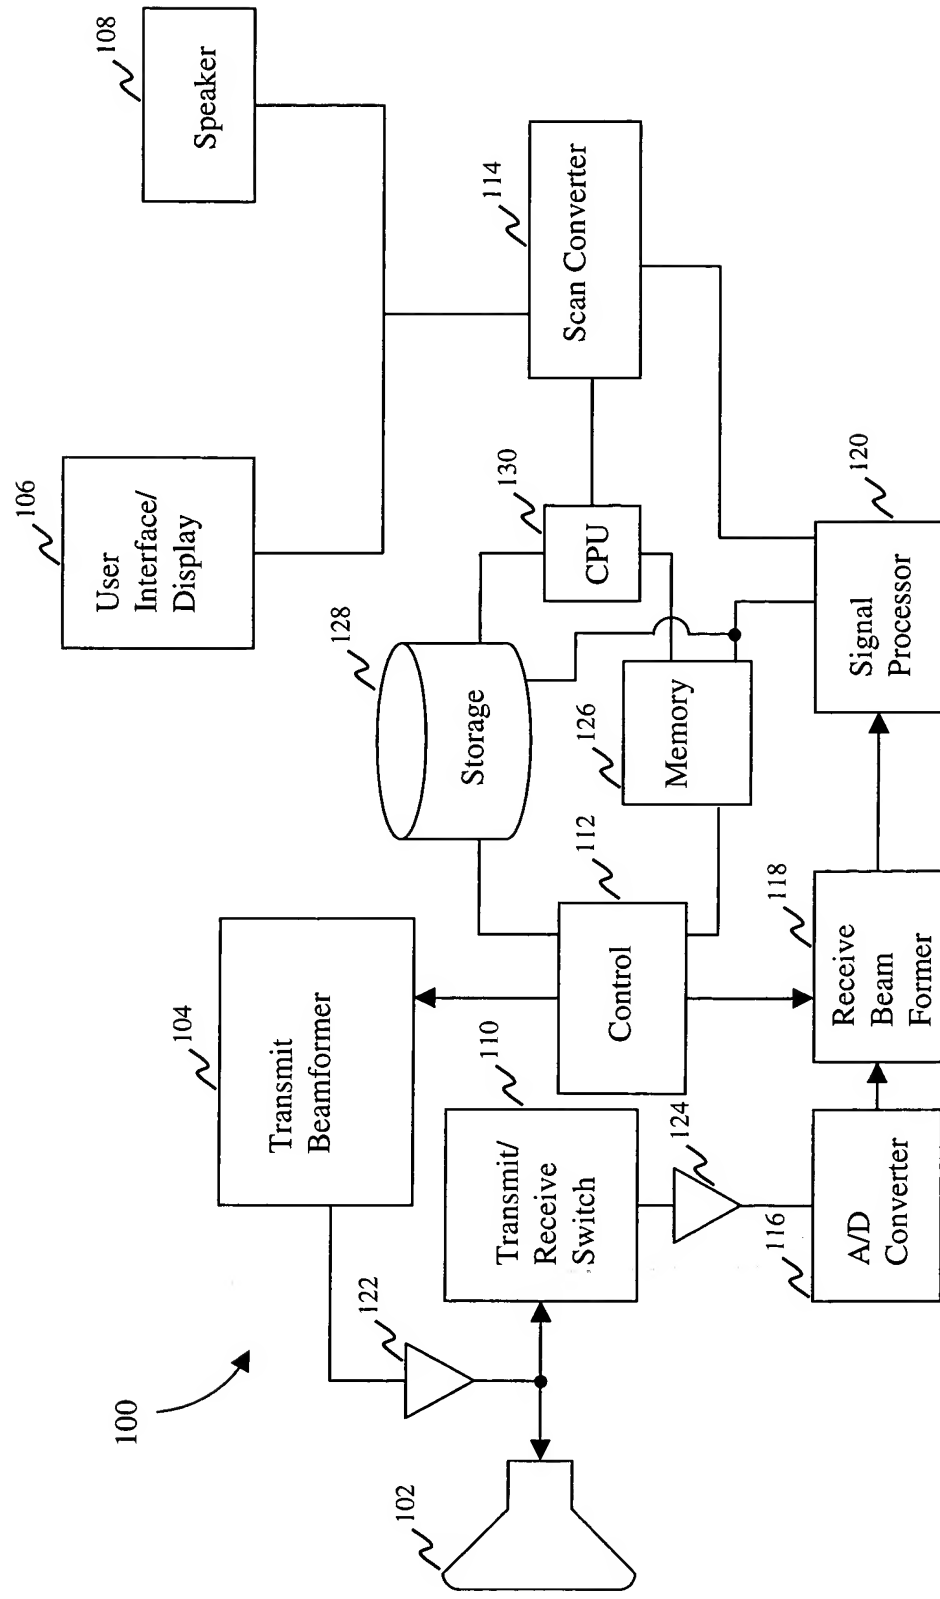 100
102
122
104
Transmit
Beamformer
110
Transmit/
Receive
Switch
124
116
A/D
Converter
112
Control
118
Receive
Beam
Former
128
Storage
126
Memory
130
CPU
120
Signal
Processor
106
User
Interface/
Display
114
Scan Converter
108
Speaker